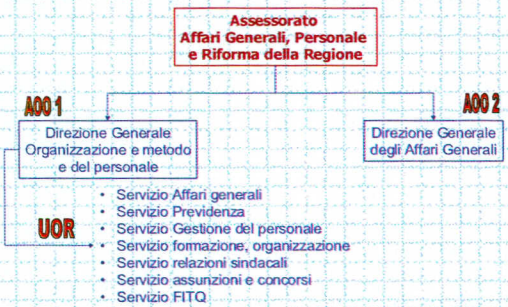 Assessorato
Affari Generali, Personale
e Riforma della Regione
AOO 1
AOO 2
Direzione Generale
Organizzazione e metodo
e del personale
Direzione Generale
degli Affari Generali
UOR
• Servizio Affari generali
• Servizio Previdenza
• Servizio Gestione del personale
• Servizio formazione, organizzazione
• Servizio relazioni sindacali
• Servizio assunzioni e concorsi
• Servizio FITQ